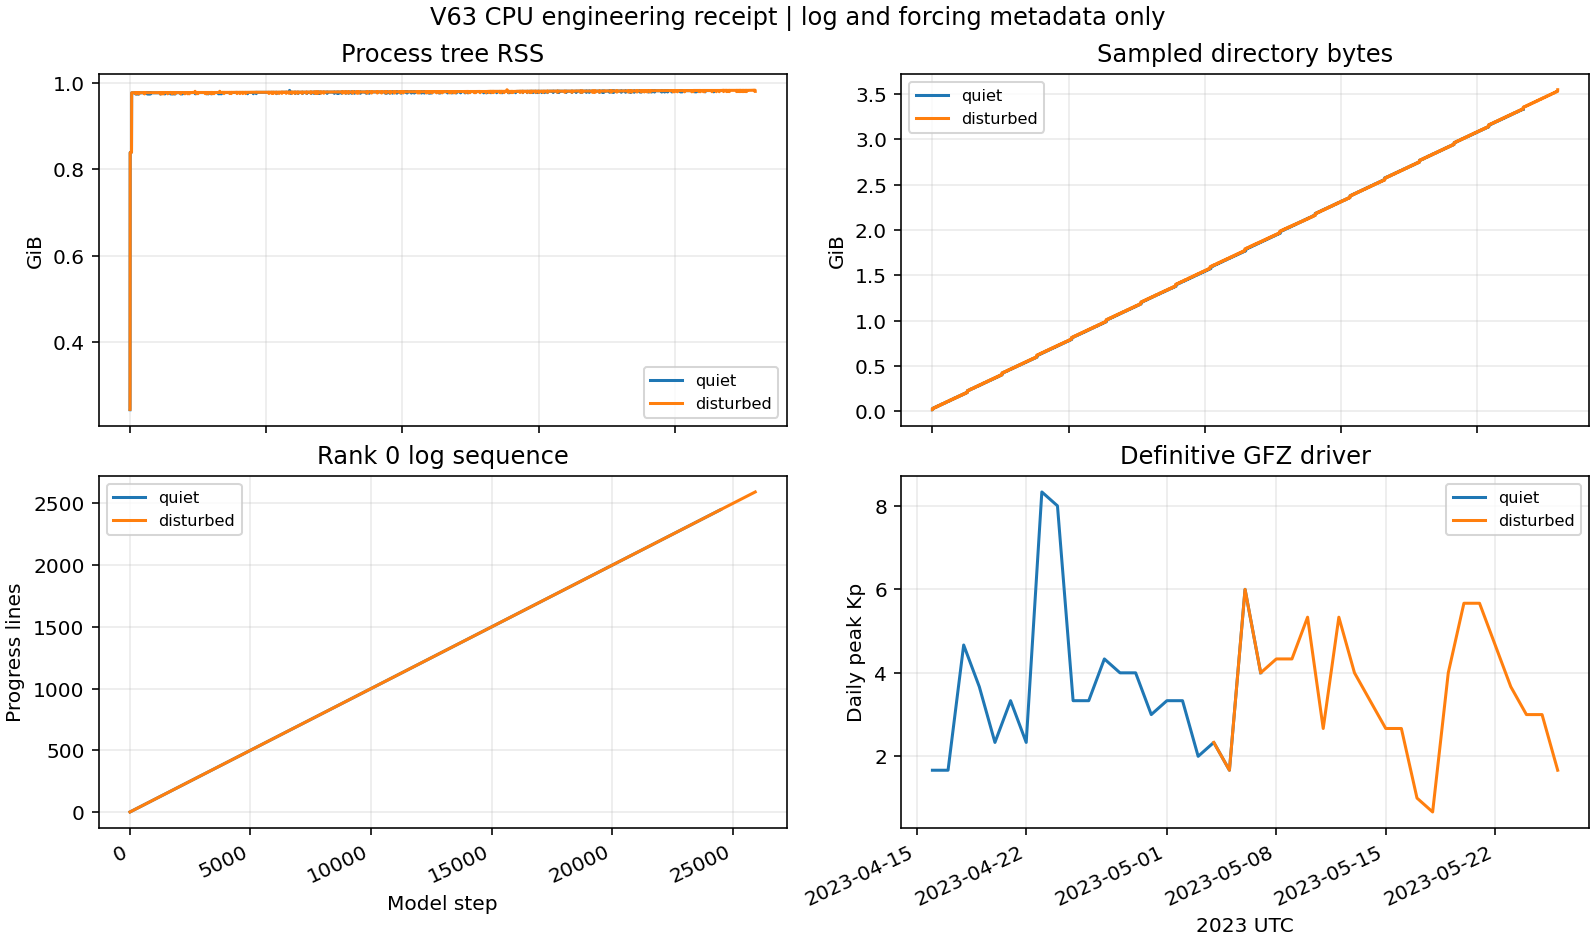 V63 CPU engineering receipt | log and forcing metadata only
Process tree RSS
GiB
1.0
0.8
0.6
0.4
quiet
disturbed
Sampled directory bytes
GiB
3.5
3.0
2.5
2.0
1.5
1.0
0.5
0.0
quiet
disturbed
Rank 0 log sequence
Progress lines
2500
2000
1500
1000
500
0
quiet
disturbed
0
5000
10000
15000
20000
25000
Model step
Definitive GFZ driver
Daily peak Kp
8
6
4
2
quiet
disturbed
2023-04-15
2023-04-22
2023-05-01
2023-05-08
2023-05-15
2023-05-22
2023 UTC